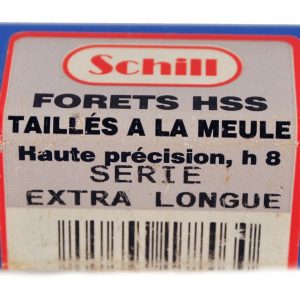 Schill
FORETS HSS
TAILLÉS A LA MEULE
Haute précision, h 8
SERIE
EXTRA LONGUE